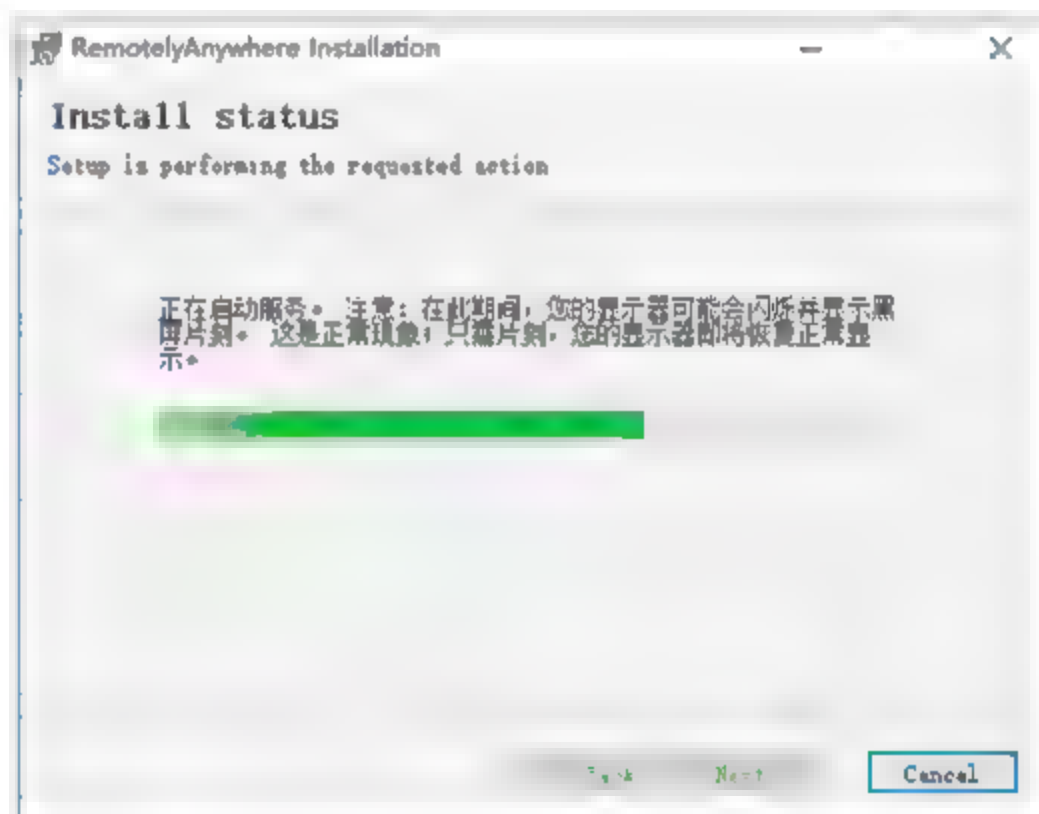 RemotelyAnywhere Installation
Install status
Setup is performing the requested action
正在自动服务。 注意：在此期间，您的显示器可能会闪烁并显示黑
屏片刻。 这是正常现象；只需片刻，您的显示器即将恢复正常显
示。
Back Next Cancel